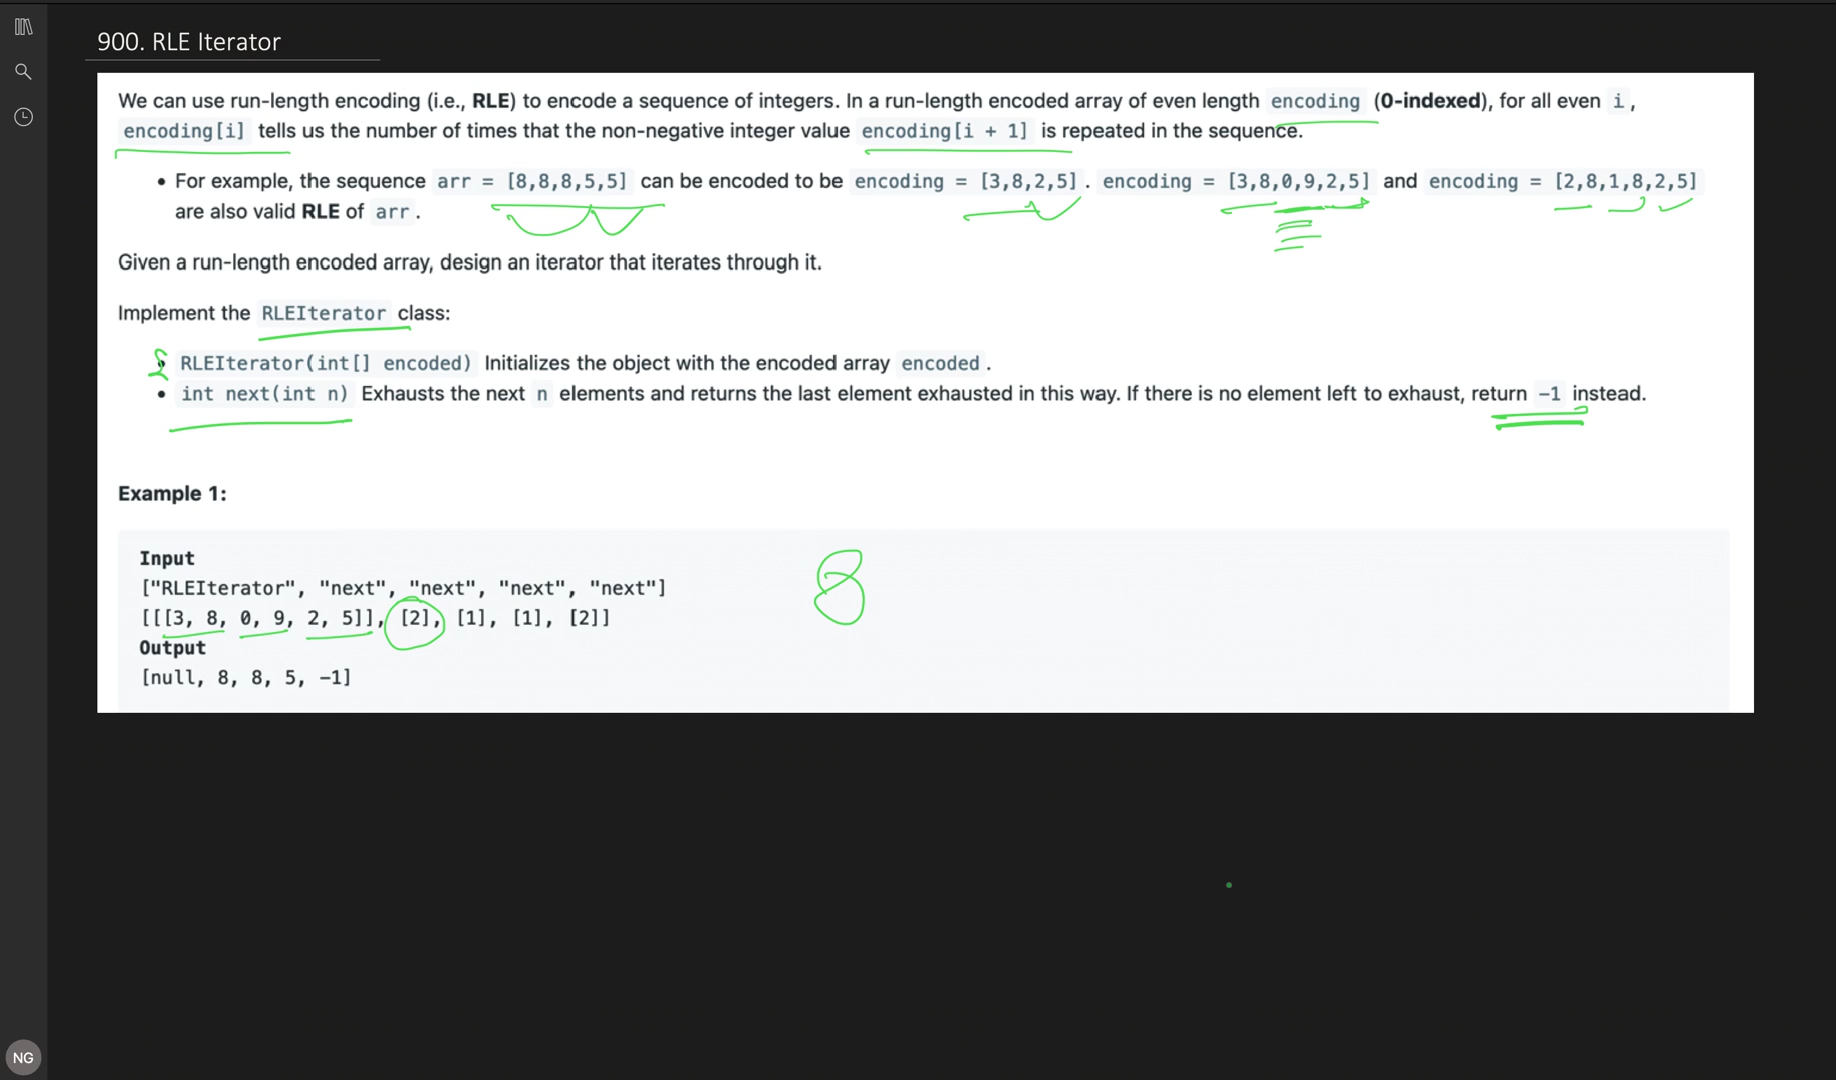 900. RLE Iterator
We can use run-length encoding (i.e., RLE) to encode a sequence of integers. In a run-length encoded array of even length encoding (0-indexed), for all even i,
encoding[i] tells us the number of times that the non-negative integer value encoding[i + 1] is repeated in the sequence.
• For example, the sequence arr = [8,8,8,5,5] can be encoded to be encoding = [3,8,2,5]. encoding = [3,8,0,9,2,5] and encoding = [2,8,1,8,2,5]
are also valid RLE of arr.
Given a run-length encoded array, design an iterator that iterates through it.
Implement the RLEIterator class:
• RLEIterator(int[] encoded) Initializes the object with the encoded array encoded.
• int next(int n) Exhausts the next n elements and returns the last element exhausted in this way. If there is no element left to exhaust, return -1 instead.
Example 1:
Input
["RLEIterator", "next", "next", "next", "next"]
[[[3, 8, 0, 9, 2, 5]], [2], [1], [1], [2]]
8
Output
[null, 8, 8, 5, -1]
NG